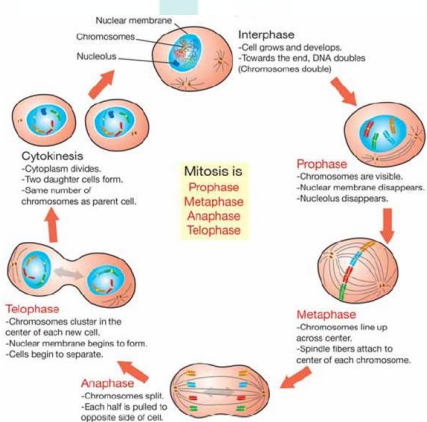 Nuclear membrane
Chromosomes
Nucleolus
Interphase
-Cell grows and develops.
-Towards the end, DNA doubles
(Chromosomes double)
Prophase
-Chromosomes are visible.
-Nuclear membrane disappears.
-Nucleolus disappears.
Metaphase
-Chromosomes line up
across center.
-Spindle fibers attach to
center of each chromosome.
Anaphase
-Chromosomes split.
-Each half is pulled to
opposite side of cell.
Telophase
-Chromosomes cluster in the
center of each new cell.
-Nuclear membrane begins to form.
-Cells begin to separate.
Cytokinesis
-Cytoplasm divides.
-Two daughter cells form.
-Same number of
chromosomes as parent cell.
Mitosis is
Prophase
Metaphase
Anaphase
Telophase